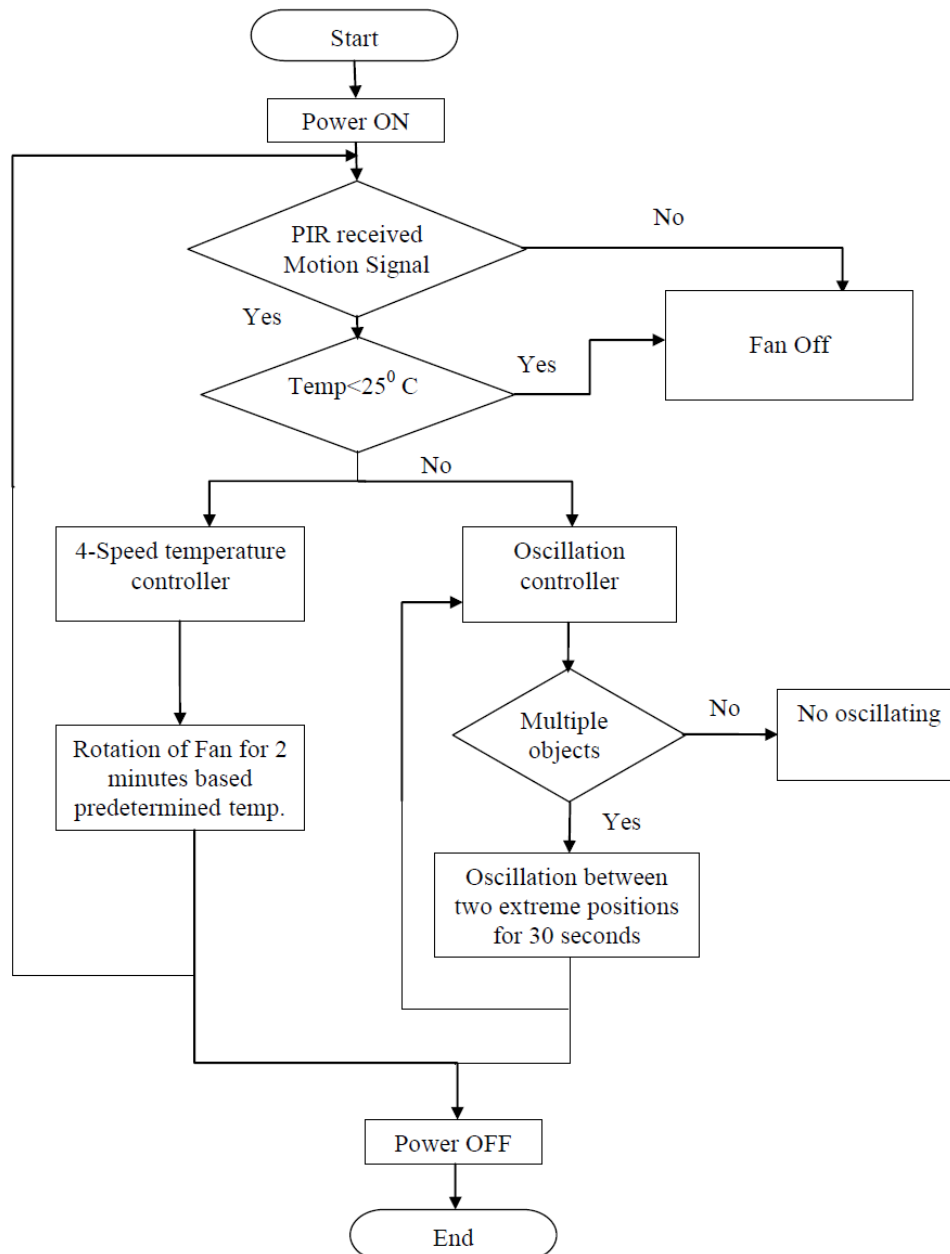 Start
Power ON
No
PIR received
Motion Signal
Yes
Yes
Fan Off
Temp<25⁰ C
No
4-Speed temperature
controller
Oscillation
controller
Multiple
objects
No
No oscillating
Rotation of Fan for 2
minutes based
predetermined temp.
Yes
Oscillation between
two extreme positions
for 30 seconds
Power OFF
End